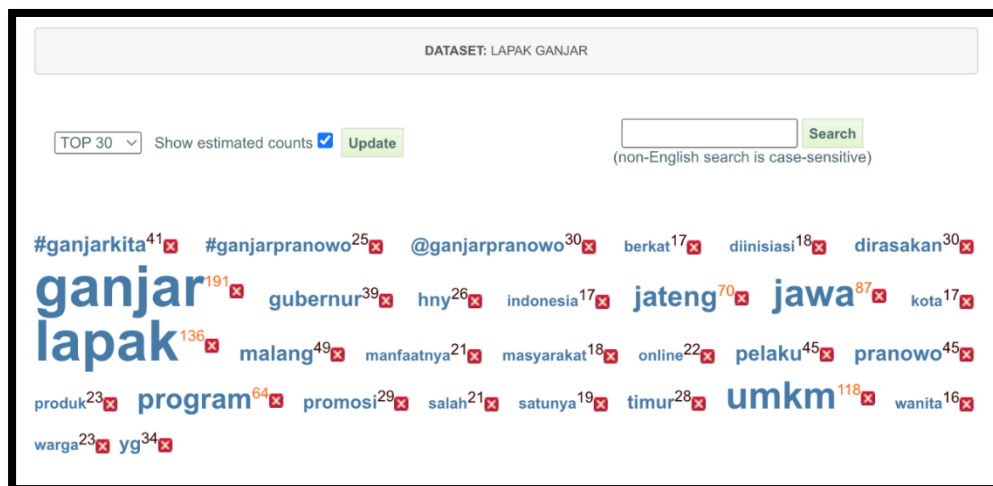 DATASET: LAPAK GANJAR
TOP 30 Show estimated counts Update Search
(non-English search is case-sensitive)
#ganjarkita41 #ganjarpranowo25 @ganjarpranowo30 berkat17 diinisiasi18 dirasakan30
ganjar191 gubernur39 hny26 indonesia17 jateng70 jawa87 kota17
lapak136 malang49 manfaatnya21 masyarakat18 online22 pelaku45 pranowo45
produk23 program64 promosi29 salah21 satunya19 timur28 umkm118 wanita16
warga23 yg34